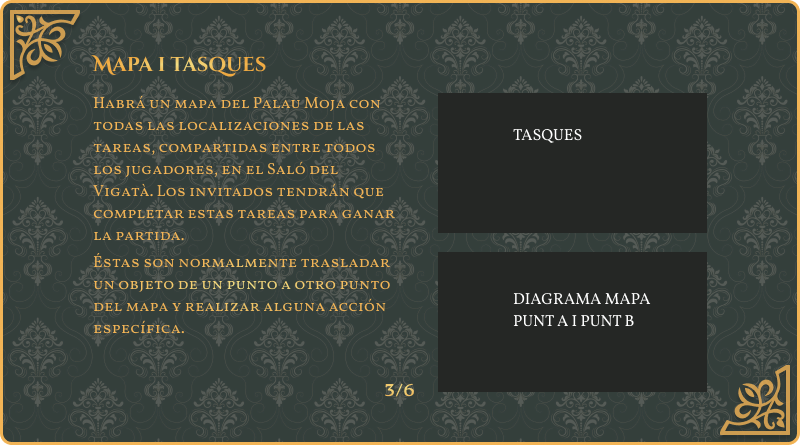 Mapa i tasques
Habrá un mapa del Palau Moja con
todas las localizaciones de las
tareas, compartidas entre todos
los jugadores, en el Saló del
Vigatà. Los invitados tendrán que
completar estas tareas para ganar
la partida.
Éstas son normalmente trasladar
un objeto de un punto a otro punto
del mapa y realizar alguna acción
específica.
TASQUES
DIAGRAMA MAPA
PUNT A I PUNT B
3/6